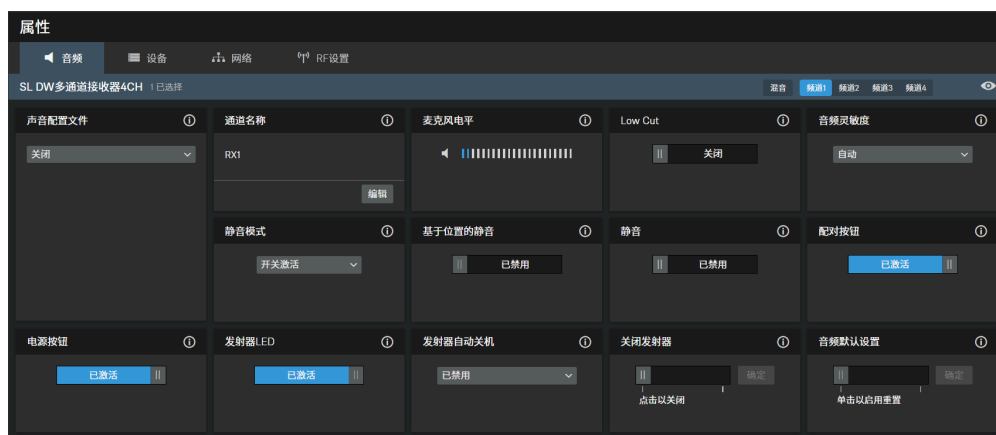 属性
音频 设备 网络 RF设置
SL DW多通道接收器4CH 1 已选择 混音 频道1 频道2 频道3 频道4
声音配置文件 通道名称 麦克风电平 Low Cut 音频灵敏度
关闭 RX1 关闭 自动
编辑
静音模式 基于位置的静音 静音 配对按钮
开关激活 已禁用 已禁用 已激活
电源按钮 发射器LED 发射器自动关机 关闭发射器 音频默认设置
已激活 已激活 已禁用 确定 确定
点击以关闭 单击以启用重置